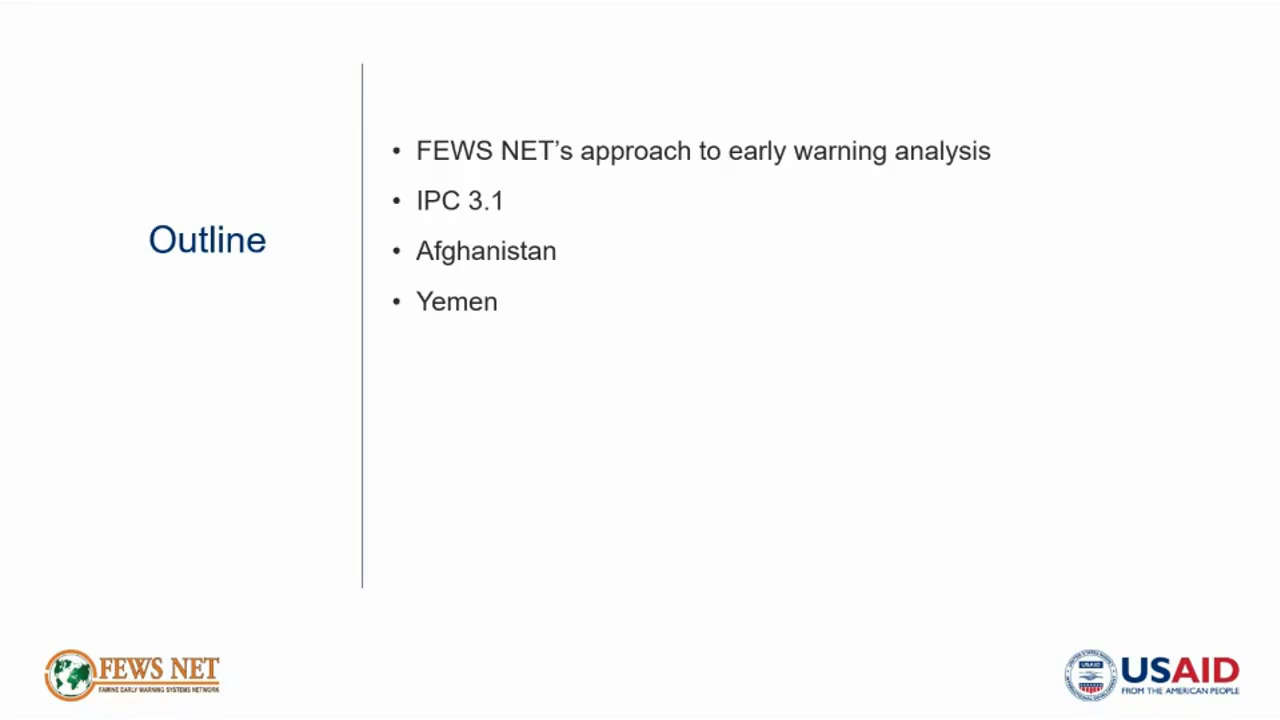 Outline
• FEWS NET’s approach to early warning analysis
• IPC 3.1
• Afghanistan
• Yemen
FEWS NET
FAMINE EARLY WARNING SYSTEMS NETWORK
USAID
USAID
FROM THE AMERICAN PEOPLE